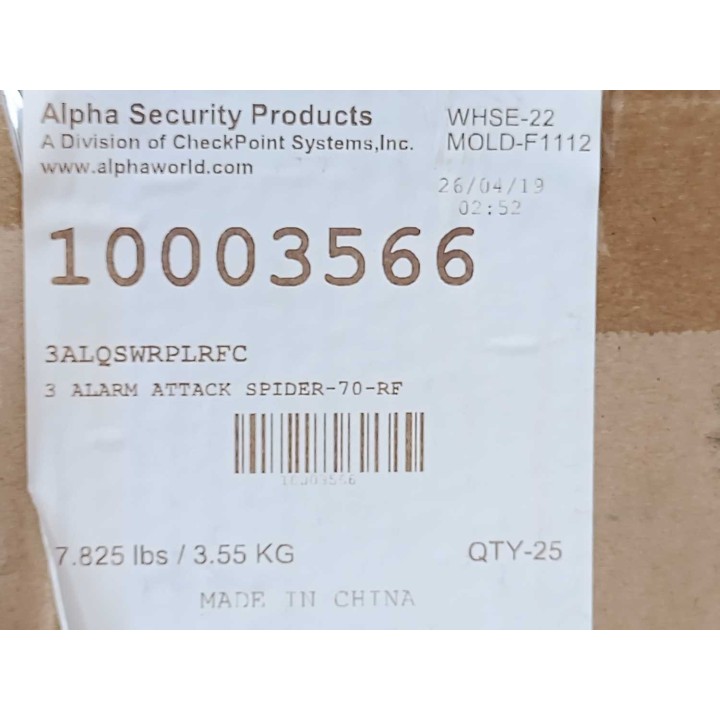 Alpha Security Products
A Division of CheckPoint Systems,Inc.
www.alphaworld.com
WHSE-22
MOLD-F1112
26/04/19
02:52
10003566
3ALQSWRPLRFC
3 ALARM ATTACK SPIDER-70-RF
10003566
7.825 lbs / 3.55 KG
QTY-25
MADE IN CHINA